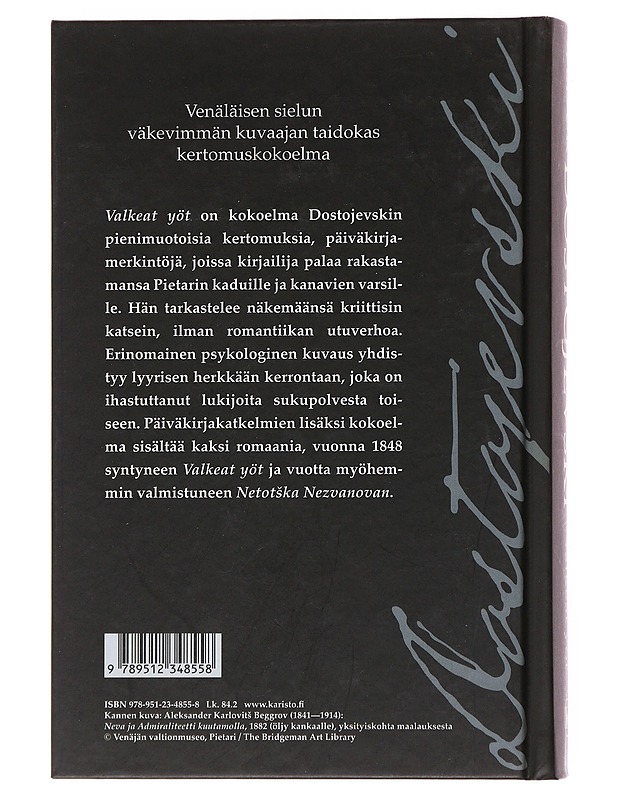 Venäläisen sielun
väkevimmän kuvaajan taidokas
kertomuskokoelma
Valkeat yöt on kokoelma Dostojevskin
pienimuotoisia kertomuksia, päiväkirja-
merkintöjä, joissa kirjailija palaa rakasta-
mansa Pietarin kaduille ja kanavien varsil-
le. Hän tarkastelee näkemäänsä kriittisin
katsein, ilman romantiikan utuverhoa.
Erinomainen psykologinen kuvaus yhdis-
tyy lyyrisen herkkään kerrontaan, joka on
ihastuttanut lukijoita sukupolvesta toi-
seen. Päiväkirjakatkelmien lisäksi kokoel-
ma sisältää kaksi romaania, vuonna 1848
syntyneen Valkeat yöt ja vuotta myöhem-
min valmistuneen Netotška Nezvanovan.
Dostojevski
9 789512 348558
ISBN 978-951-23-4855-8 Lk. 84.2 www.karisto.fi
Kannen kuva: Aleksander Karlovitš Beggrov (1841—1914):
Neva ja Admiraliteetti kuutamolla, 1882 (öljy kankaalle), yksityiskohta maalauksesta
© Venäjän valtionmuseo, Pietari / The Bridgeman Art Library